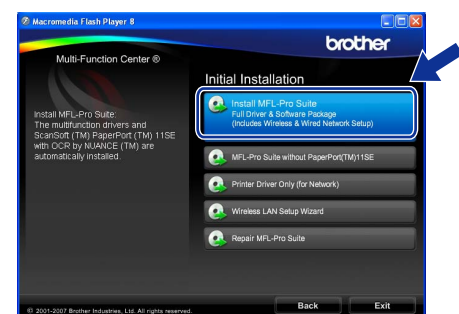 Macromedia Flash Player 8
brother
Multi-Function Center ®
Initial Installation
Install MFL-Pro Suite:
The multifunction drivers and
ScanSoft (TM) PaperPort (TM) 11SE
with OCR by NUANCE (TM) are
automatically installed.
Install MFL-Pro Suite
Full Driver & Software Package
(includes Wireless & Wired Network Setup)
MFL-Pro Suite without PaperPort(TM)11SE
Printer Driver Only (for Network)
Wireless LAN Setup Wizard
Repair MFL-Pro Suite
© 2001-2007 Brother Industries, Ltd. All rights reserved.
Back
Exit